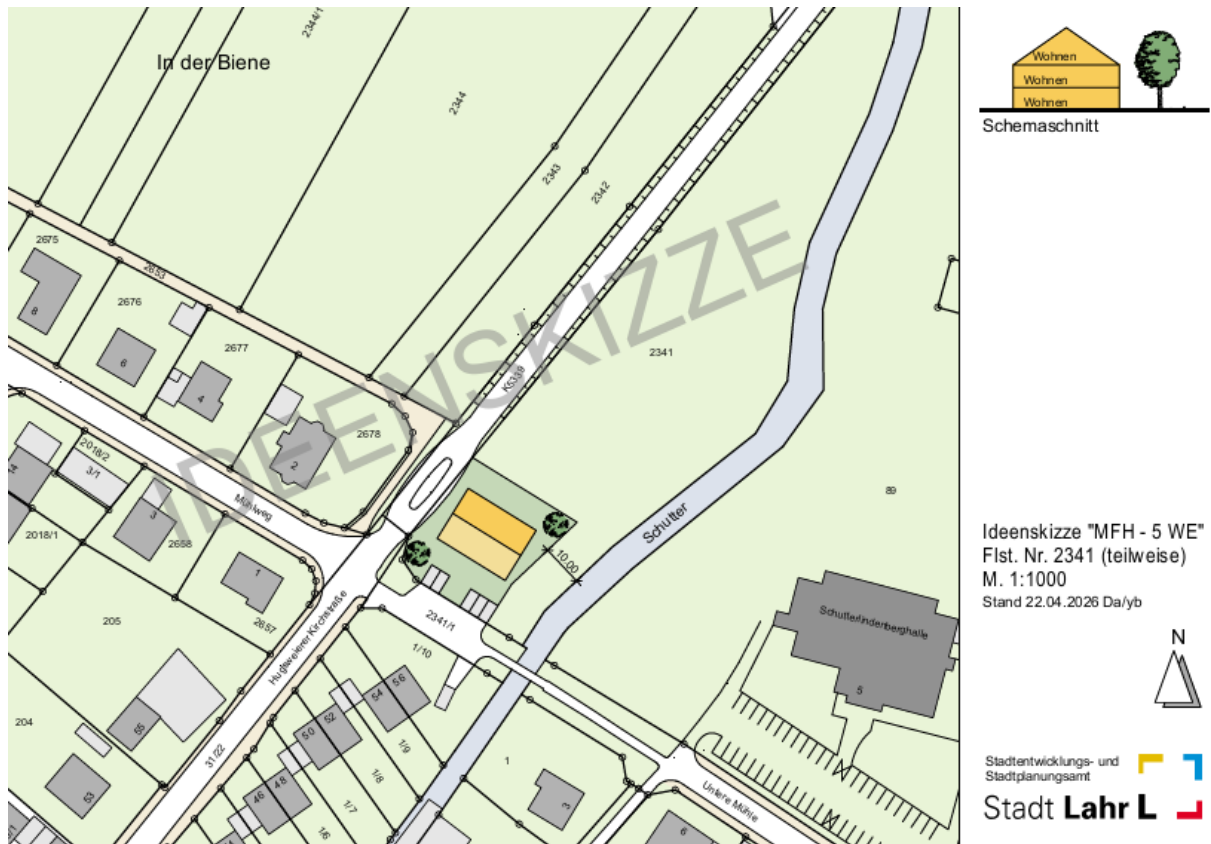 In der Biene
2344/1
2344
2343
2342
2675
2653
2676
8
6
2677
4
2678
2
K5339
2341
IDEENSKIZZE
2018/2
3/1
3
Mühlweg
2018/1
2658
1
2657
205
Hugsweierer Kirchstraße
2341/1
10.00
Schutter
89
Schutterlindenberghalle
5
1/10
56
54
52
50
48
46
1/9
1/8
1/7
1/6
31/22
204
55
53
1
3
6
Untere Mühle
Wohnen
Wohnen
Wohnen
Schemaschnitt
Ideenskizze "MFH - 5 WE"
Flst. Nr. 2341 (teilweise)
M. 1:1000
Stand 22.04.2026 Da/yb
N
Stadtentwicklungs- und
Stadtplanungsamt
Stadt Lahr L